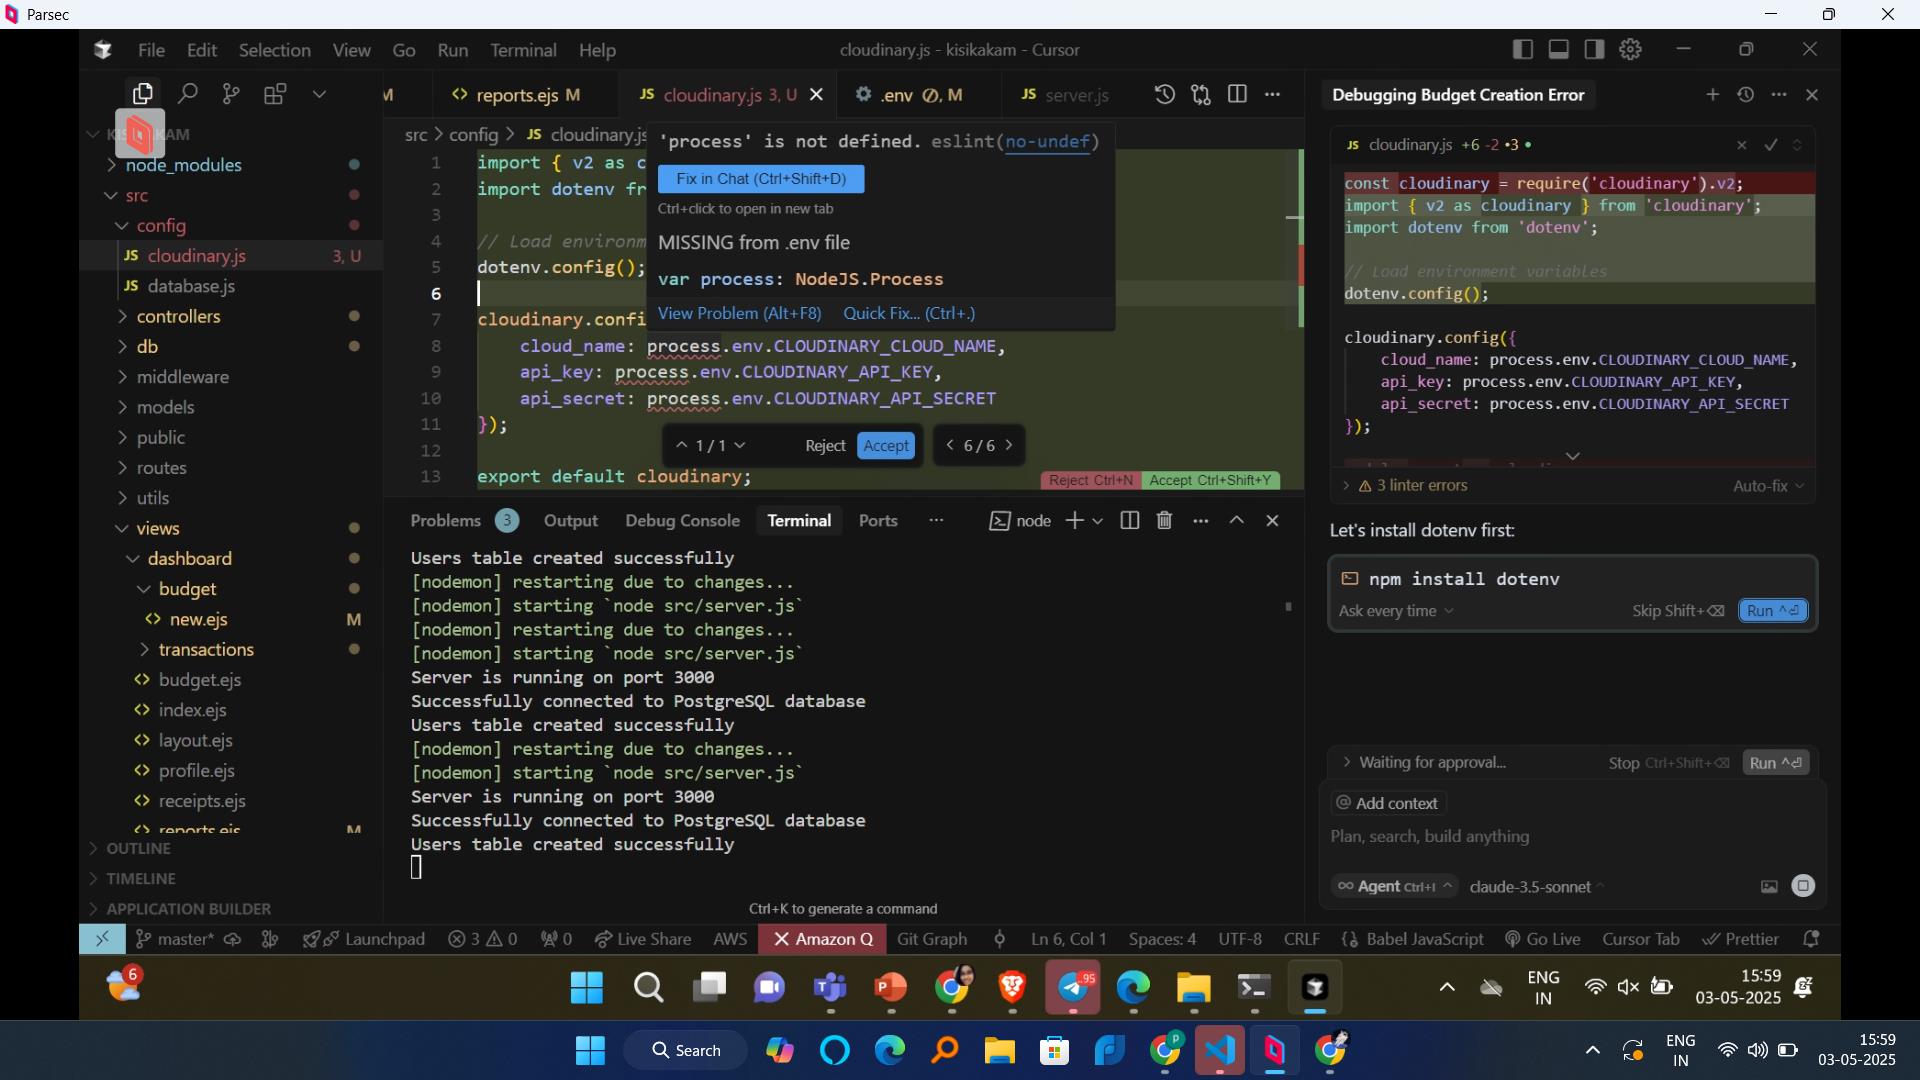 Parsec
File Edit Selection View Go Run Terminal Help
cloudinary.js - kisikakam - Cursor
M
<> reports.ejs M
JS cloudinary.js 3, U
.env M
JS server.js
Debugging Budget Creation Error
KAM
node_modules
src
config
JS cloudinary.js 3, U
JS database.js
controllers
db
middleware
models
public
routes
utils
views
dashboard
budget
<> new.ejs M
transactions
<> budget.ejs
<> index.ejs
<> layout.ejs
<> profile.ejs
<> receipts.ejs
<> reports.ejs M
OUTLINE
TIMELINE
APPLICATION BUILDER
src > config > JS cloudinary.js
1 import { v2 as c
2 import dotenv fr
3
4 // Load environm
5 dotenv.config();
6
7 cloudinary.confi
8 cloud_name: process.env.CLOUDINARY_CLOUD_NAME,
9 api_key: process.env.CLOUDINARY_API_KEY,
10 api_secret: process.env.CLOUDINARY_API_SECRET
11 });
12
13 export default cloudinary;
'process' is not defined. eslint(no-undef)
Fix in Chat (Ctrl+Shift+D)
Ctrl+click to open in new tab
MISSING from .env file
var process: NodeJS.Process
View Problem (Alt+F8) Quick Fix... (Ctrl+.)
1 / 1 Reject Accept
< 6 / 6 >
Reject Ctrl+N Accept Ctrl+Shift+Y
Problems 3 Output Debug Console Terminal Ports ···
node
Users table created successfully
[nodemon] restarting due to changes...
[nodemon] starting `node src/server.js`
[nodemon] restarting due to changes...
[nodemon] starting `node src/server.js`
Server is running on port 3000
Successfully connected to PostgreSQL database
Users table created successfully
[nodemon] restarting due to changes...
[nodemon] starting `node src/server.js`
Server is running on port 3000
Successfully connected to PostgreSQL database
Users table created successfully
Ctrl+K to generate a command
JS cloudinary.js +6 -2 •3 •
const cloudinary = require('cloudinary').v2;
import { v2 as cloudinary } from 'cloudinary';
import dotenv from 'dotenv';
// Load environment variables
dotenv.config();
cloudinary.config({
cloud_name: process.env.CLOUDINARY_CLOUD_NAME,
api_key: process.env.CLOUDINARY_API_KEY,
api_secret: process.env.CLOUDINARY_API_SECRET
});
> 3 linter errors Auto-fix
Let's install dotenv first:
npm install dotenv
Ask every time Skip Shift+⌫ Run ^⏎
> Waiting for approval... Stop Ctrl+Shift+⌫ Run ^⏎
@ Add context
Plan, search, build anything
∞ Agent Ctrl+I ^ claude-3.5-sonnet ^
master* Launchpad 3 0 0 Live Share AWS Amazon Q Git Graph Ln 6, Col 1 Spaces: 4 UTF-8 CRLF Babel JavaScript Go Live Cursor Tab Prettier
6
95
ENG
IN
15:59
03-05-2025
Search
P
ENG
IN
15:59
03-05-2025